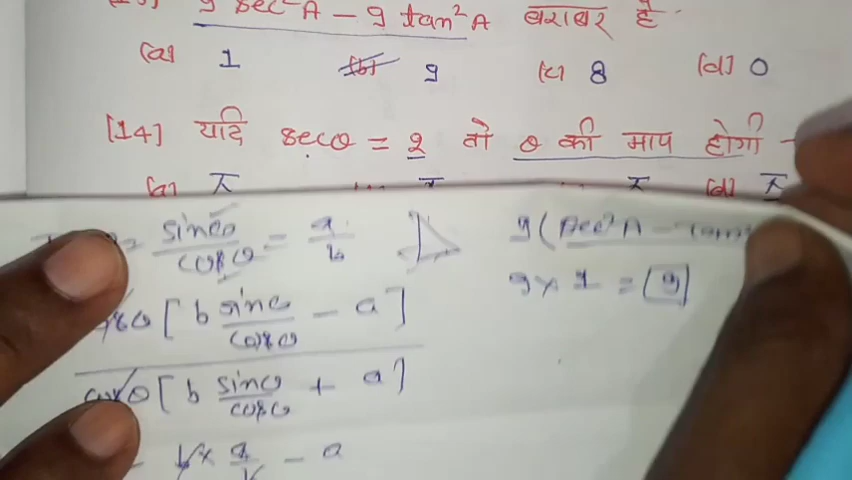 9 sec²A - 9 tan²A बराबर है
(a) 1 (b) 9 (c) 8 (d) 0
[14] यदि secθ = 2 तो θ की माप होगी -
sinθ/cosθ = a/b
cosθ [ b sinθ/cosθ - a ]
cosθ [ b sinθ/cosθ + a ]
b × a/b - a
9 ( sec²A - tan
9 × 1 = 9